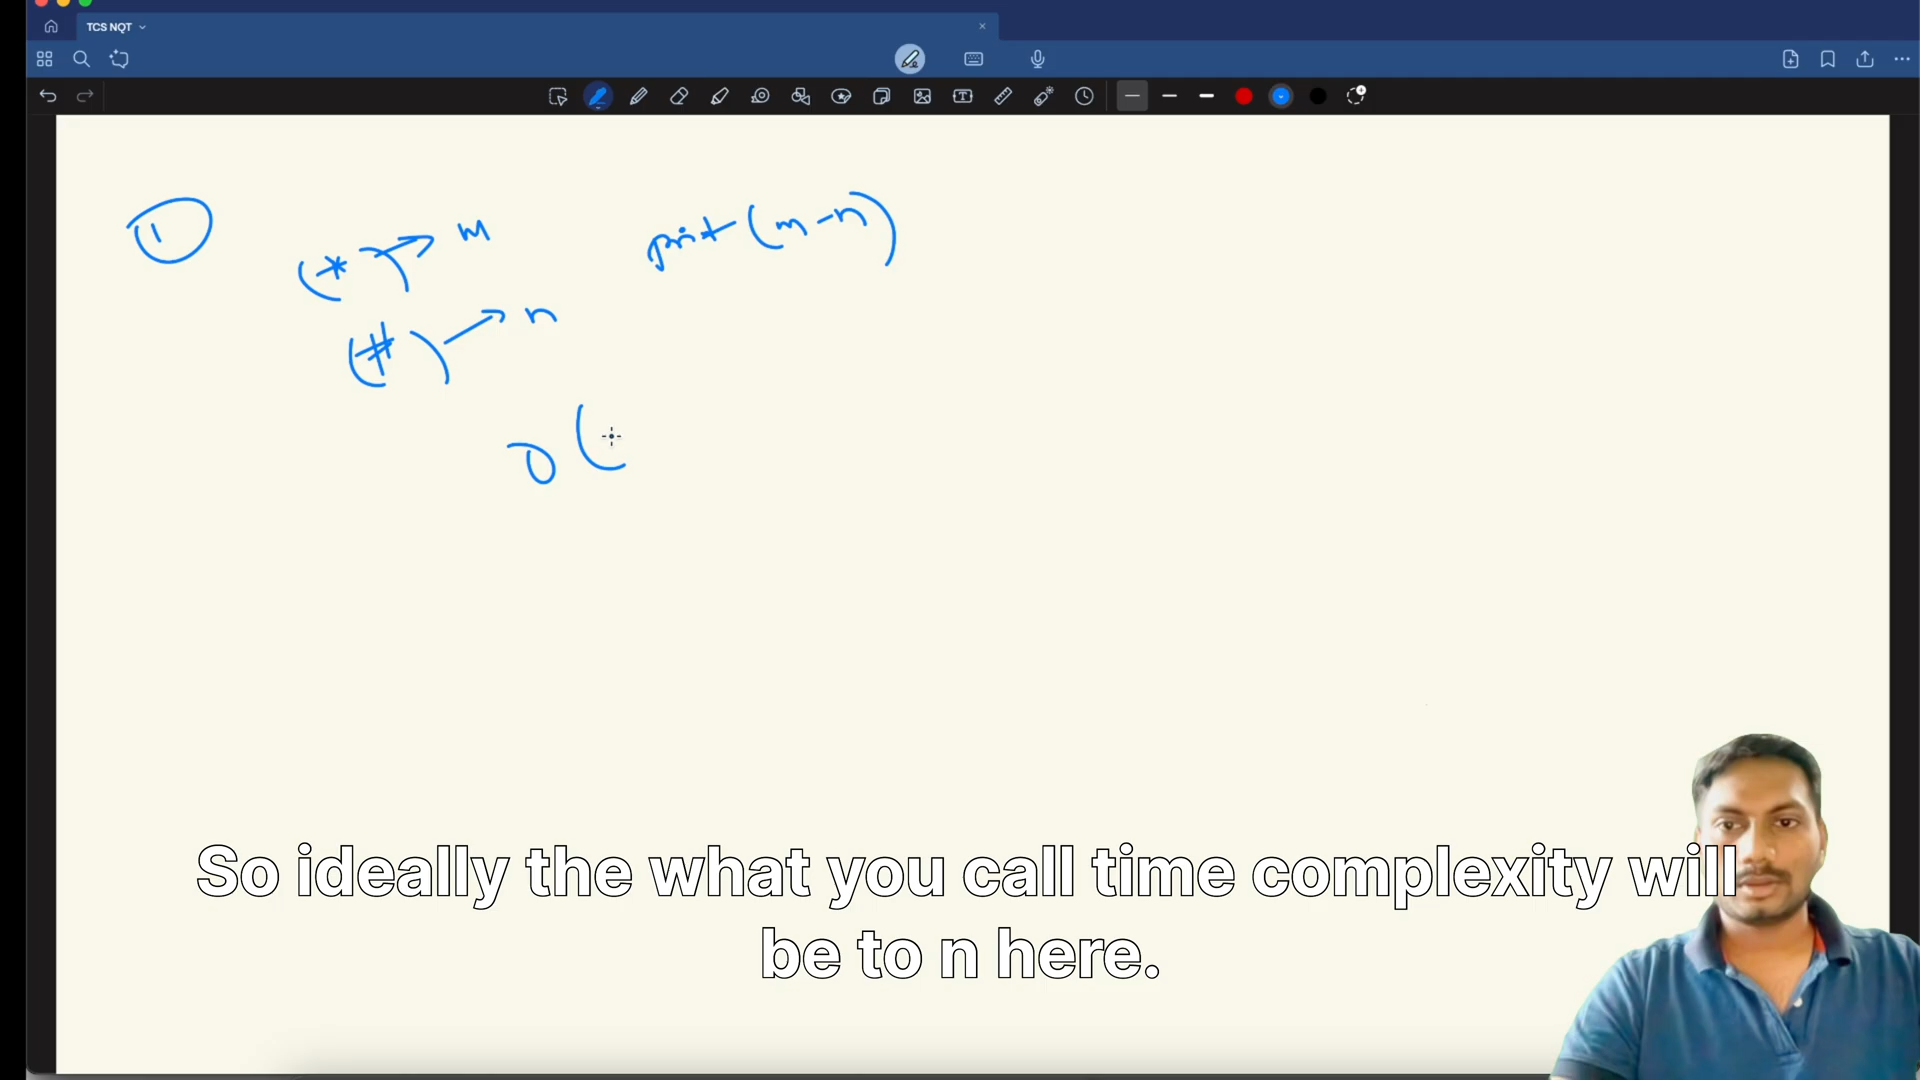 TCS NQT
1
(*) → m
print (m-n)
(#) → n
O (
So ideally the what you call time complexity will
be to n here.